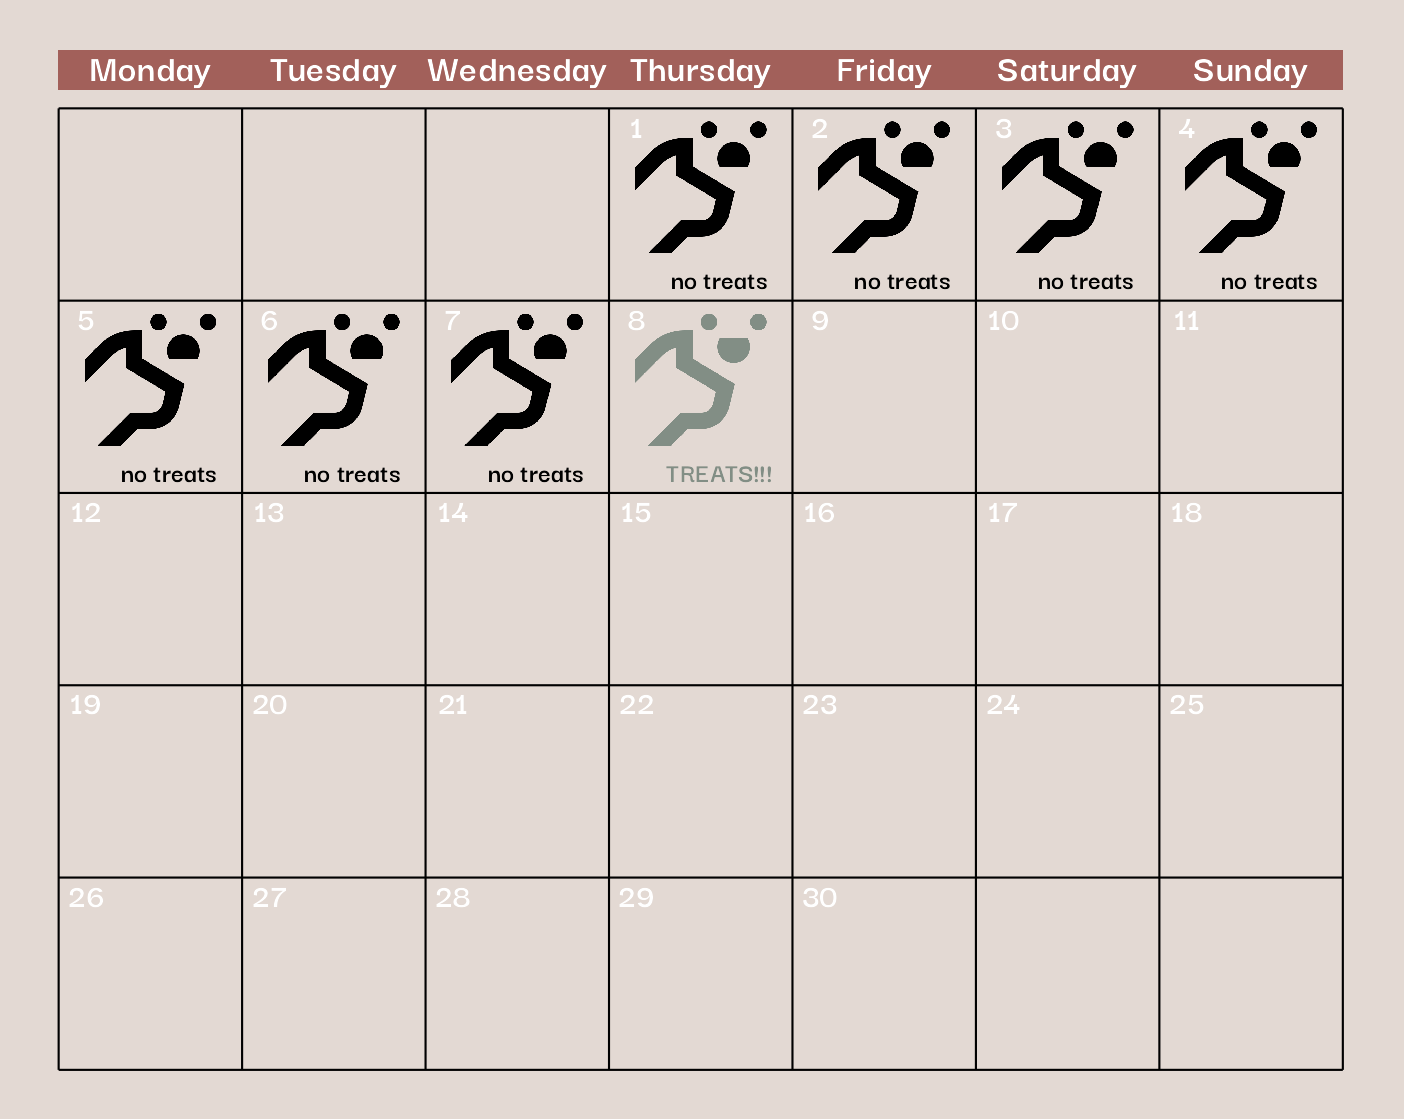 Monday Tuesday Wednesday Thursday Friday Saturday Sunday
1 2 3 4
no treats no treats no treats no treats
5 6 7 8 9 10 11
no treats no treats no treats TREATS!!!
12 13 14 15 16 17 18
19 20 21 22 23 24 25
26 27 28 29 30